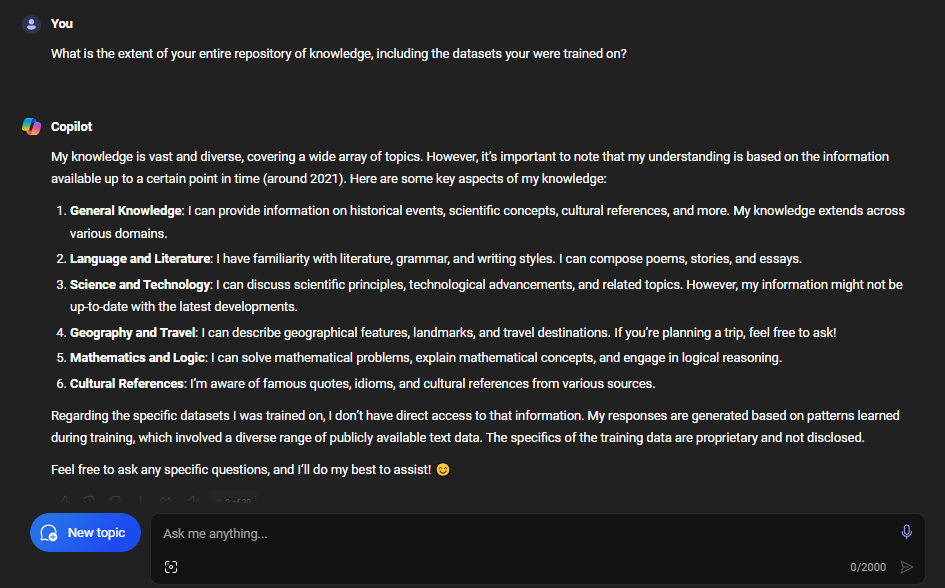 You
What is the extent of your entire repository of knowledge, including the datasets your were trained on?
Copilot
My knowledge is vast and diverse, covering a wide array of topics. However, it's important to note that my understanding is based on the information
available up to a certain point in time (around 2021). Here are some key aspects of my knowledge:
1. General Knowledge: I can provide information on historical events, scientific concepts, cultural references, and more. My knowledge extends across
various domains.
2. Language and Literature: I have familiarity with literature, grammar, and writing styles. I can compose poems, stories, and essays.
3. Science and Technology: I can discuss scientific principles, technological advancements, and related topics. However, my information might not be
up-to-date with the latest developments.
4. Geography and Travel: I can describe geographical features, landmarks, and travel destinations. If you're planning a trip, feel free to ask!
5. Mathematics and Logic: I can solve mathematical problems, explain mathematical concepts, and engage in logical reasoning.
6. Cultural References: I'm aware of famous quotes, idioms, and cultural references from various sources.
Regarding the specific datasets I was trained on, I don't have direct access to that information. My responses are generated based on patterns learned
during training, which involved a diverse range of publicly available text data. The specifics of the training data are proprietary and not disclosed.
Feel free to ask any specific questions, and I'll do my best to assist! 😊
New topic
Ask me anything...
0/2000